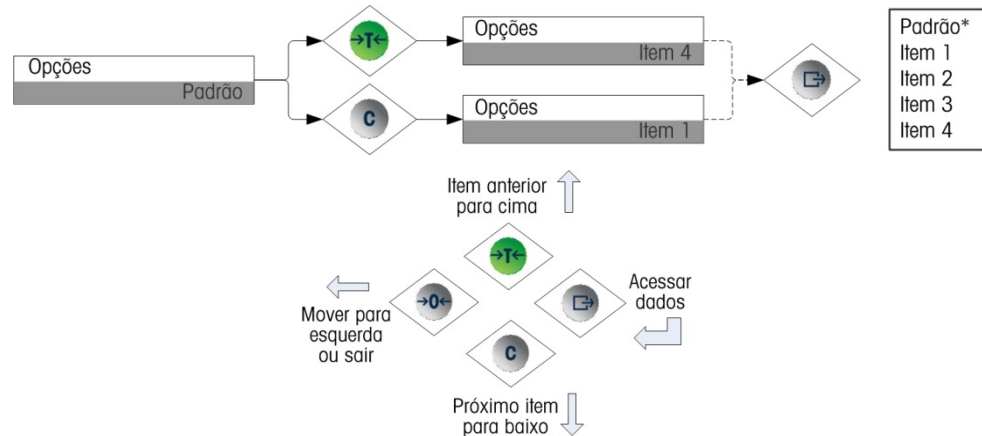 Opções
Padrão
→T←
C
Opções
Item 4
Opções
Item 1
Padrão*
Item 1
Item 2
Item 3
Item 4
Item anterior
para cima
→T←
→0←
Mover para
esquerda
ou sair
Acessar
dados
C
Próximo item
para baixo